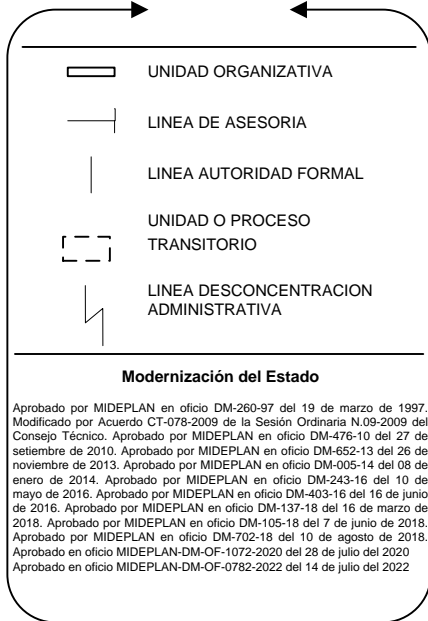 UNIDAD ORGANIZATIVA
LINEA DE ASESORIA
LINEA AUTORIDAD FORMAL
UNIDAD O PROCESO
TRANSITORIO
LINEA DESCONCENTRACION
ADMINISTRATIVA
Modernización del Estado
Aprobado por MIDEPLAN en oficio DM-260-97 del 19 de marzo de 1997.
Modificado por Acuerdo CT-078-2009 de la Sesión Ordinaria N.09-2009 del
Consejo Técnico. Aprobado por MIDEPLAN en oficio DM-476-10 del 27 de
setiembre de 2010. Aprobado por MIDEPLAN en oficio DM-652-13 del 26 de
noviembre de 2013. Aprobado por MIDEPLAN en oficio DM-005-14 del 08 de
enero de 2014. Aprobado por MIDEPLAN en oficio DM-243-16 del 10 de
mayo de 2016. Aprobado por MIDEPLAN en oficio DM-403-16 del 16 de junio
de 2016. Aprobado por MIDEPLAN en oficio DM-137-18 del 16 de marzo de
2018. Aprobado por MIDEPLAN en oficio DM-105-18 del 7 de junio de 2018.
Aprobado por MIDEPLAN en oficio DM-702-18 del 10 de agosto de 2018.
Aprobado en oficio MIDEPLAN-DM-OF-1072-2020 del 28 de julio del 2020
Aprobado en oficio MIDEPLAN-DM-OF-0782-2022 del 14 de julio del 2022